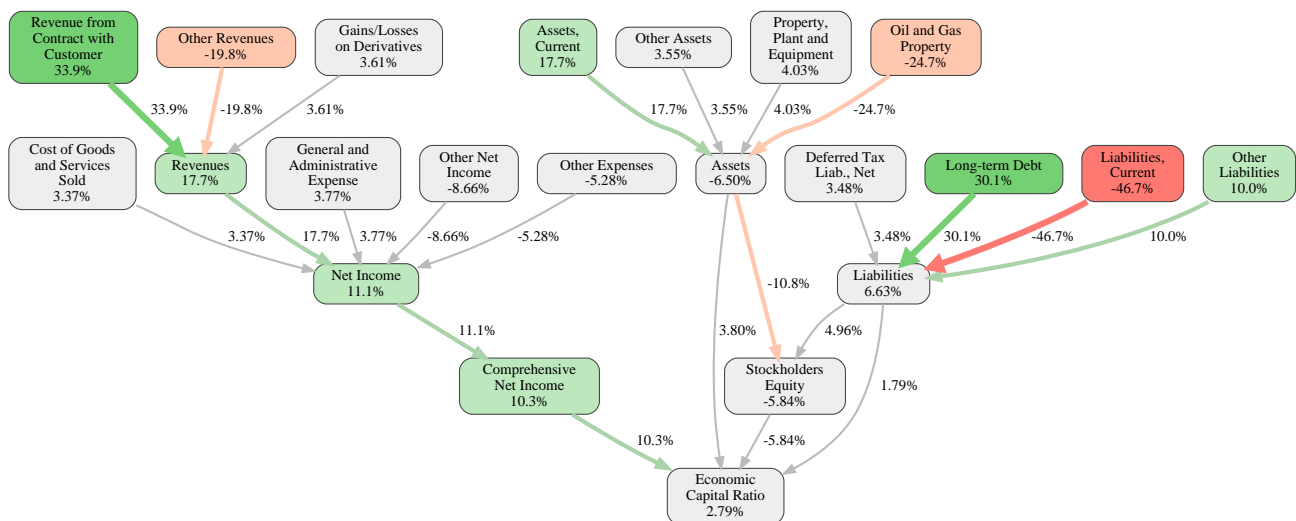 Revenue from
Contract with
Customer
33.9%
Other Revenues
-19.8%
Gains/Losses
on Derivatives
3.61%
Assets,
Current
17.7%
Other Assets
3.55%
Property,
Plant and
Equipment
4.03%
Oil and Gas
Property
-24.7%
33.9%
-19.8%
3.61%
17.7%
3.55%
4.03%
-24.7%
Cost of Goods
and Services
Sold
3.37%
Revenues
17.7%
General and
Administrative
Expense
3.77%
Other Net
Income
-8.66%
Other Expenses
-5.28%
Assets
-6.50%
Deferred Tax
Liab., Net
3.48%
Long-term Debt
30.1%
Liabilities,
Current
-46.7%
Other
Liabilities
10.0%
3.37%
17.7%
3.77%
-8.66%
-5.28%
3.48%
30.1%
-46.7%
10.0%
Net Income
11.1%
Liabilities
6.63%
-10.8%
11.1%
3.80%
4.96%
1.79%
Comprehensive
Net Income
10.3%
Stockholders
Equity
-5.84%
10.3%
-5.84%
Economic
Capital Ratio
2.79%